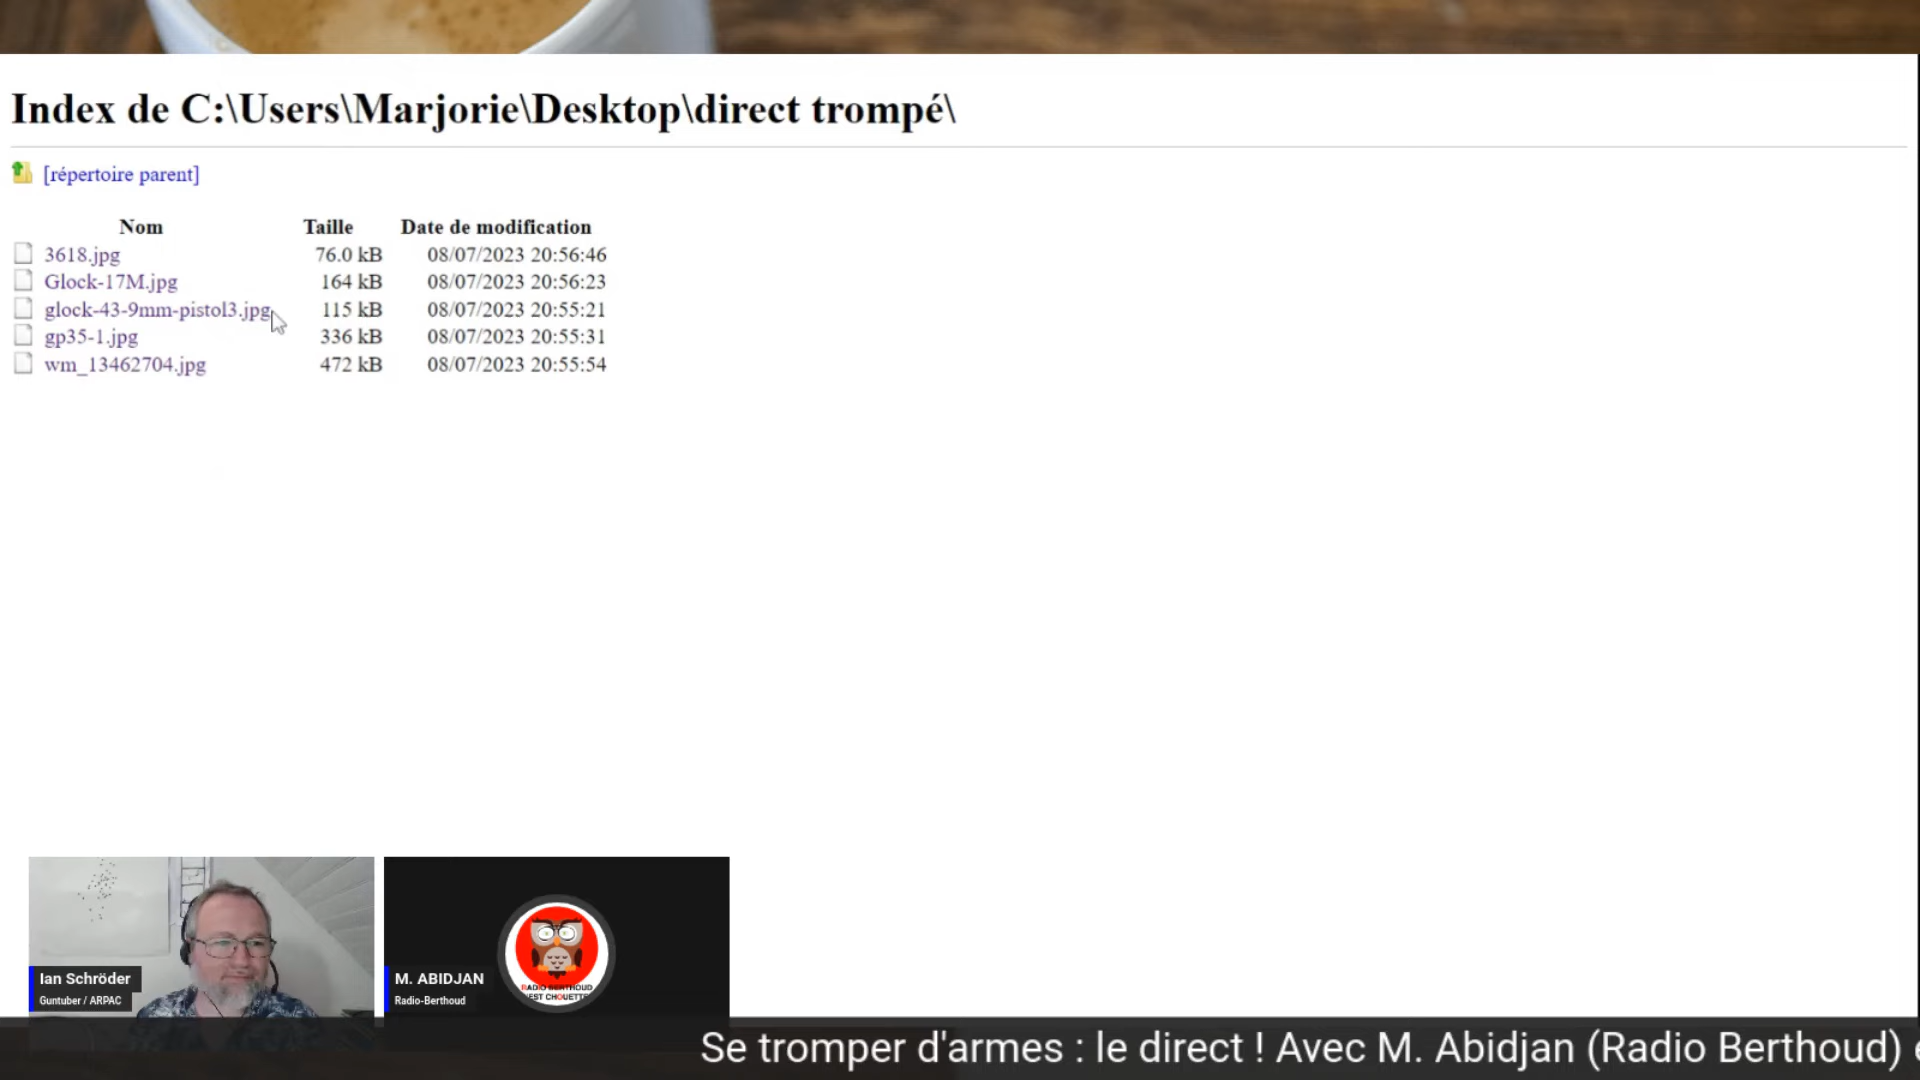 Index de C:\Users\Marjorie\Desktop\direct trompé\
[répertoire parent]
Nom Taille Date de modification
3618.jpg 76.0 kB 08/07/2023 20:56:46
Glock-17M.jpg 164 kB 08/07/2023 20:56:23
glock-43-9mm-pistol3.jpg 115 kB 08/07/2023 20:55:21
gp35-1.jpg 336 kB 08/07/2023 20:55:31
wm_13462704.jpg 472 kB 08/07/2023 20:55:54
Ian Schröder
Guntuber / ARPAC
M. ABIDJAN
Radio-Berthoud
RADIO BERTHOUD
EST CHOUETTE
Se tromper d'armes : le direct ! Avec M. Abidjan (Radio Berthoud) e